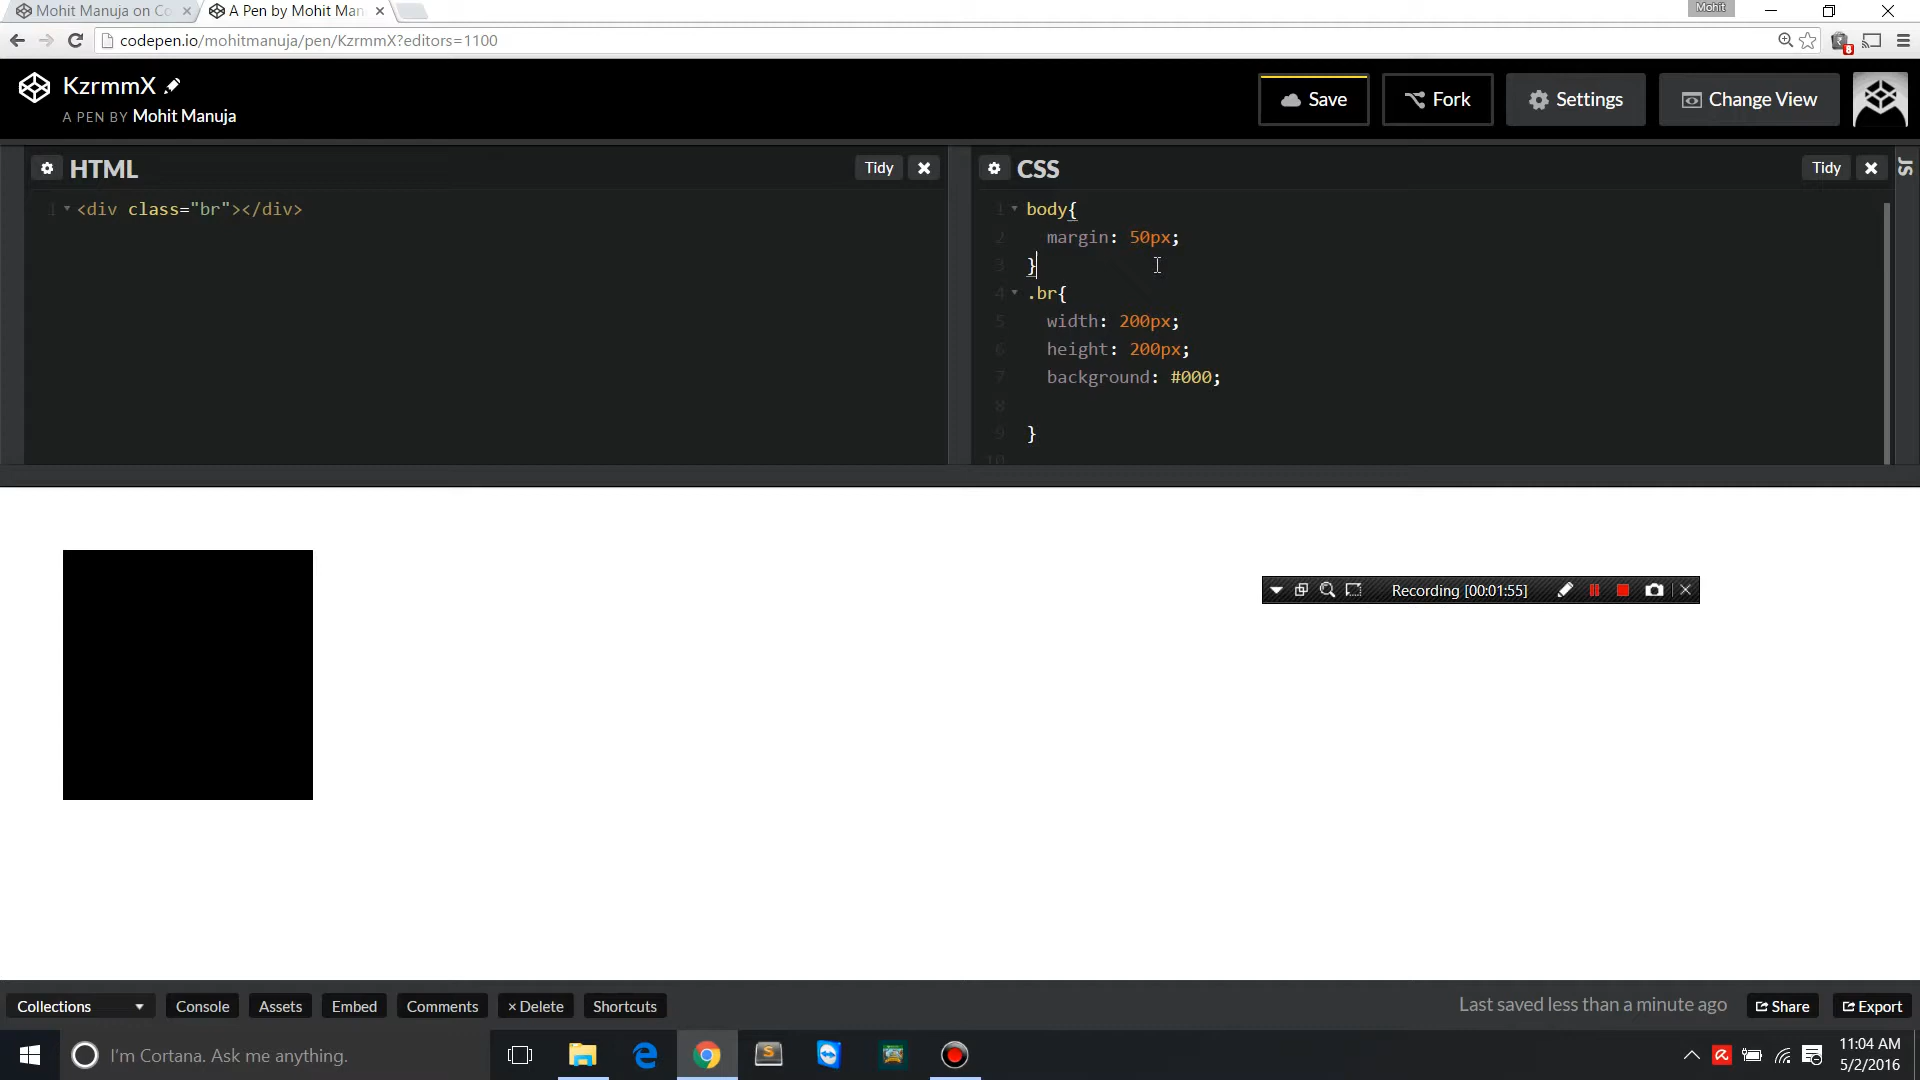 Mohit Manuja on Co
A Pen by Mohit Man
Mohit
codepen.io/mohitmanuja/pen/KzrmmX?editors=1100
8
KzrmmX
A PEN BY Mohit Manuja
Save
Fork
Settings
Change View
HTML
Tidy
CSS
Tidy
JS
1 <div class="br"></div>
1 body{
2 margin: 50px;
3 }
4 .br{
5 width: 200px;
6 height: 200px;
7 background: #000;
8
9 }
10
Recording [00:01:55]
Collections
Console
Assets
Embed
Comments
× Delete
Shortcuts
Last saved less than a minute ago
Share
Export
I'm Cortana. Ask me anything.
S
11:04 AM
5/2/2016